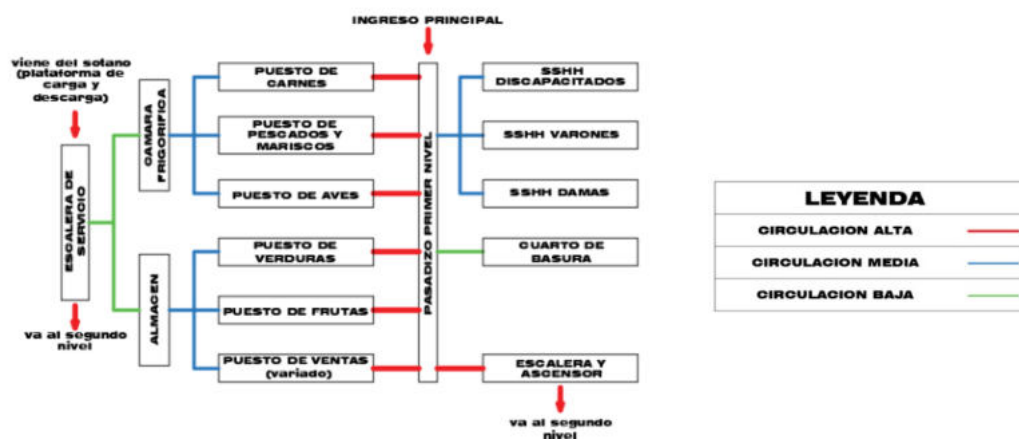 INGRESO PRINCIPAL
viene del sotano
(plataforma de
carga y
descarga)
ESCALERA DE
SERVICIO
va al segundo
nivel
CAMARA
FRIGORIFICA
ALMACEN
PUESTO DE
CARNES
PUESTO DE
PESCADOS Y
MARISCOS
PUESTO DE AVES
PUESTO DE
VERDURAS
PUESTO DE FRUTAS
PUESTO DE VENTAS
(variado)
PASADIZO PRIMER NIVEL
SSHH
DISCAPACITADOS
SSHH VARONES
SSHH DAMAS
CUARTO DE
BASURA
ESCALERA Y
ASCENSOR
va al segundo
nivel
LEYENDA
CIRCULACION ALTA
CIRCULACION MEDIA
CIRCULACION BAJA